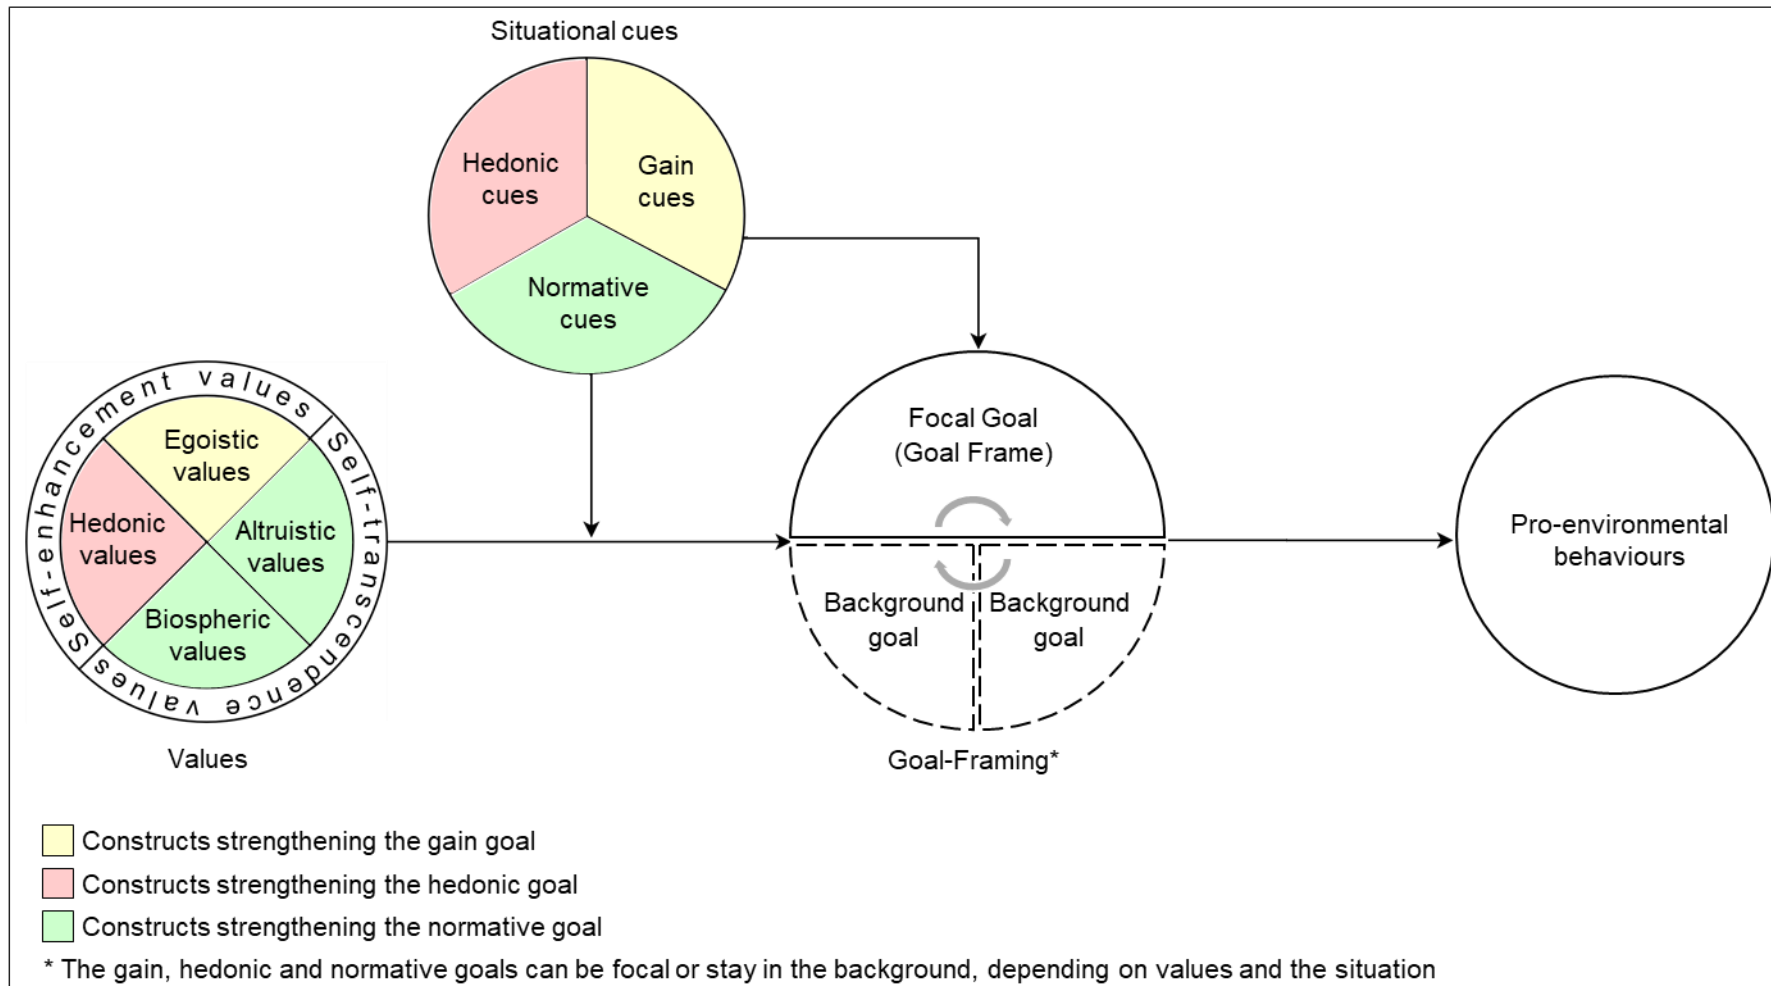 Situational cues
Hedonic
cues
Gain
cues
Normative
cues
Self-enhancement values
Self-transcendence values
Egoistic
values
Hedonic
values
Altruistic
values
Biospheric
values
Values
Focal Goal
(Goal Frame)
Background
goal
Background
goal
Goal-Framing*
Pro-environmental
behaviours
Constructs strengthening the gain goal
Constructs strengthening the hedonic goal
Constructs strengthening the normative goal
* The gain, hedonic and normative goals can be focal or stay in the background, depending on values and the situation